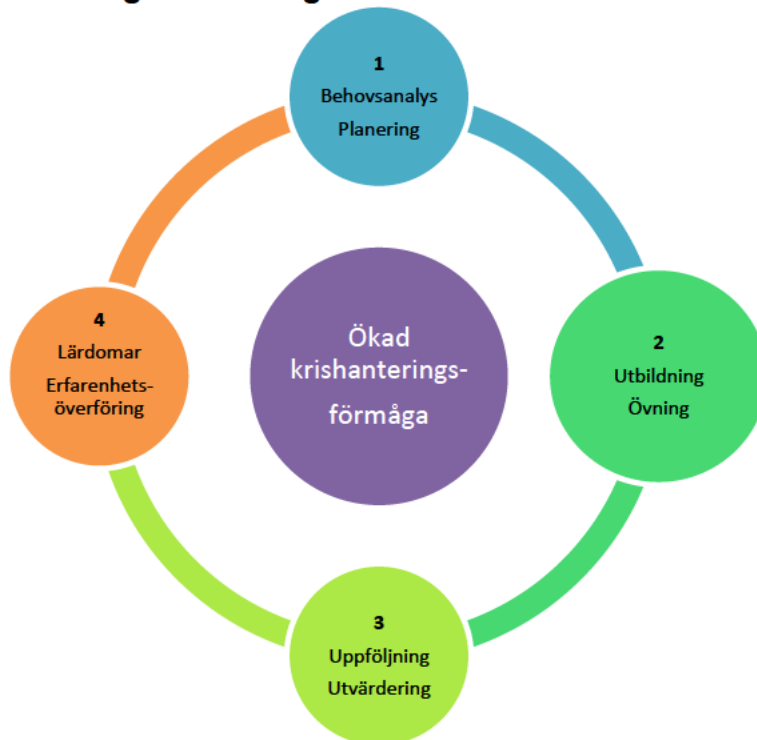 1
Behovsanalys
Planering
2
Utbildning
Övning
3
Uppföljning
Utvärdering
4
Lärdomar
Erfarenhets-
överföring
Ökad
krishanterings-
förmåga